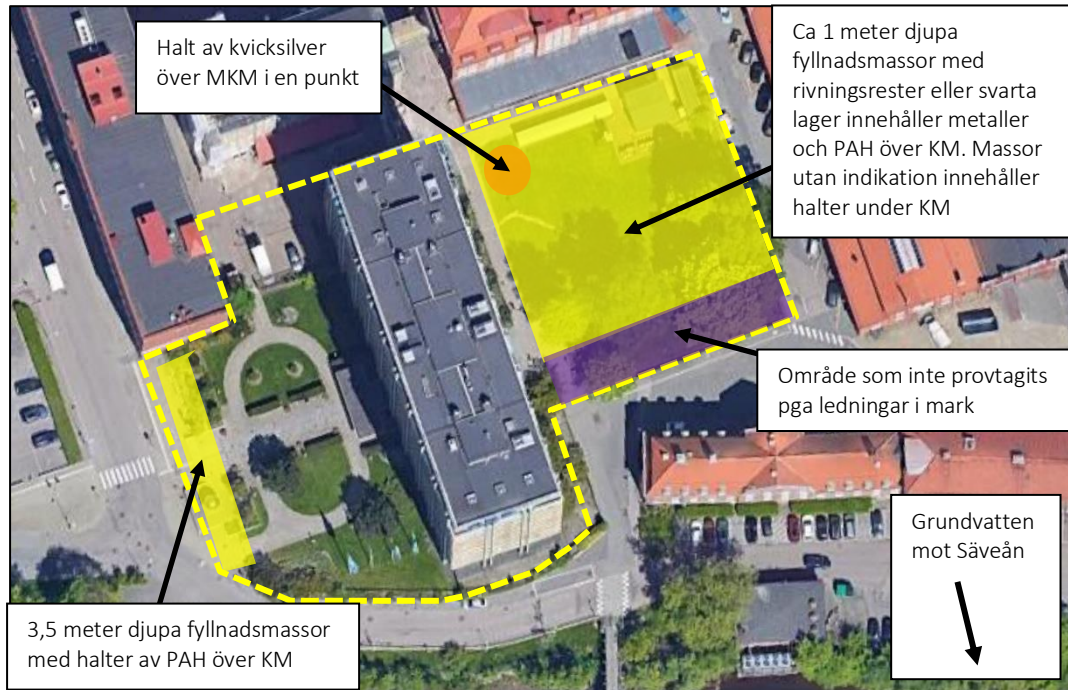 Halt av kvicksilver
över MKM i en punkt
Ca 1 meter djupa
fyllnadsmassor med
rivningsrester eller svarta
lager innehåller metaller
och PAH över KM. Massor
utan indikation innehåller
halter under KM
Område som inte provtagits
pga ledningar i mark
Grundvatten
mot Säveån
3,5 meter djupa fyllnadsmassor
med halter av PAH över KM